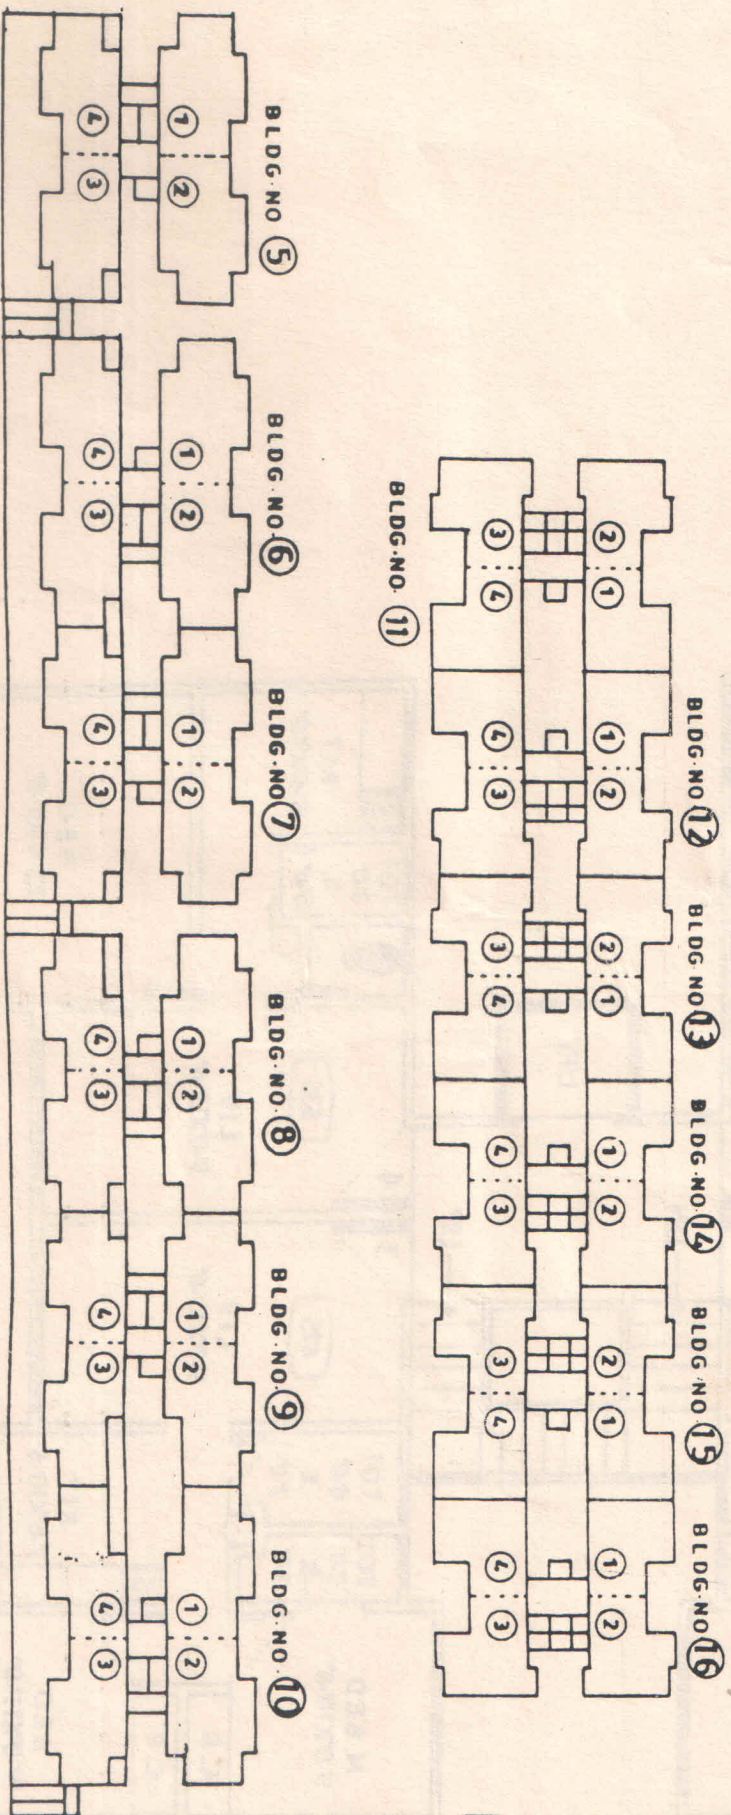 BLDG·NO 5
1 2
4 3
BLDG·NO·6
1 2
4 3
BLDG·NO 7
1 2
4 3
BLDG·NO·8
1 2
4 3
BLDG·NO·9
1 2
4 3
BLDG·NO·10
1 2
4 3
BLDG·NO· 11
2 1
3 4
BLDG·NO 12
1 2
4 3
BLDG·NO 13
2 1
3 4
BLDG·NO·14
1 2
4 3
BLDG·NO 15
2 1
3 4
BLDG·NO 16
1 2
4 3